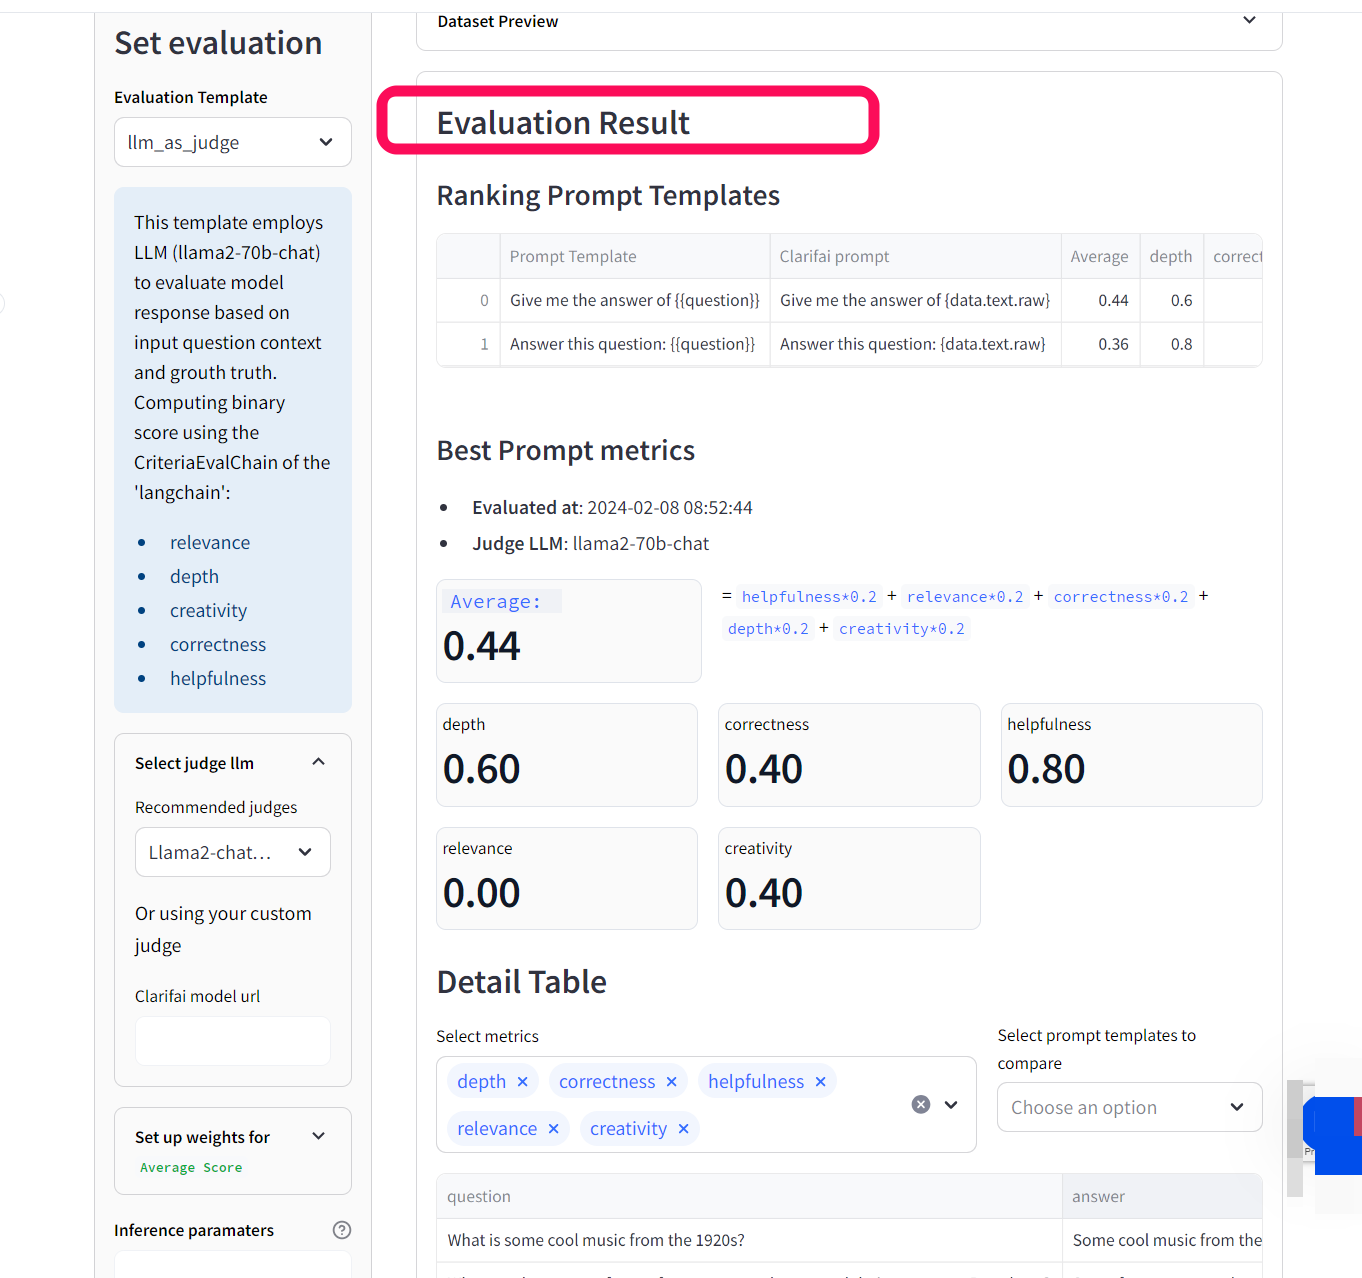 Set evaluation
Evaluation Template
llm_as_judge
This template employs
LLM (llama2-70b-chat)
to evaluate model
response based on
input question context
and grouth truth.
Computing binary
score using the
CriteriaEvalChain of the
'langchain':
relevance
depth
creativity
correctness
helpfulness
Select judge llm
Recommended judges
Llama2-chat...
Or using your custom
judge
Clarifai model url
Set up weights for
Average Score
Inference paramaters
Dataset Preview
Evaluation Result
Ranking Prompt Templates
Prompt Template Clarifai prompt Average depth correct
0 Give me the answer of {{question}} Give me the answer of {data.text.raw} 0.44 0.6
1 Answer this question: {{question}} Answer this question: {data.text.raw} 0.36 0.8
Best Prompt metrics
Evaluated at: 2024-02-08 08:52:44
Judge LLM: llama2-70b-chat
Average:
0.44
= helpfulness*0.2 + relevance*0.2 + correctness*0.2 +
depth*0.2 + creativity*0.2
depth
0.60
correctness
0.40
helpfulness
0.80
relevance
0.00
creativity
0.40
Detail Table
Select metrics
depth × correctness × helpfulness ×
relevance × creativity ×
Select prompt templates to
compare
Choose an option
question answer
What is some cool music from the 1920s? Some cool music from the